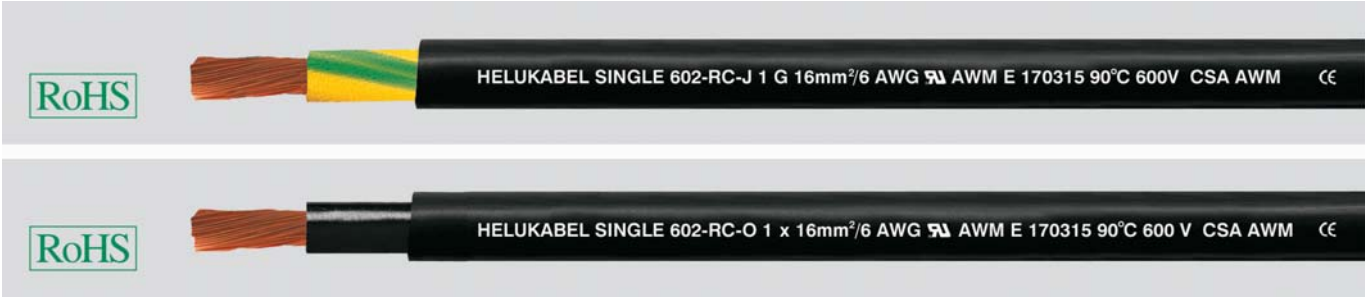 RoHS
HELUKABEL SINGLE 602-RC-J 1 G 16mm²/6 AWG RU AWM E 170315 90°C 600V CSA AWM CE
RoHS
HELUKABEL SINGLE 602-RC-O 1 x 16mm²/6 AWG RU AWM E 170315 90°C 600 V CSA AWM CE